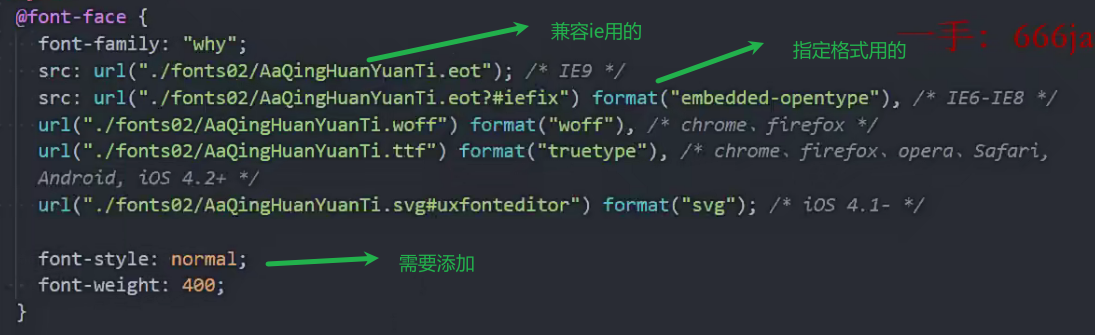 @font-face {
兼容ie用的
一手：666ja
font-family: "why";
指定格式用的
src: url("./fonts02/AaQingHuanYuanTi.eot"); /* IE9 */
src: url("./fonts02/AaQingHuanYuanTi.eot?#iefix") format("embedded-opentype"), /* IE6-IE8 */
url("./fonts02/AaQingHuanYuanTi.woff") format("woff"), /* chrome、firefox */
url("./fonts02/AaQingHuanYuanTi.ttf") format("truetype"), /* chrome、firefox、opera、Safari,
Android, iOS 4.2+ */
url("./fonts02/AaQingHuanYuanTi.svg#uxfonteditor") format("svg"); /* iOS 4.1- */
font-style: normal;
需要添加
font-weight: 400;
}